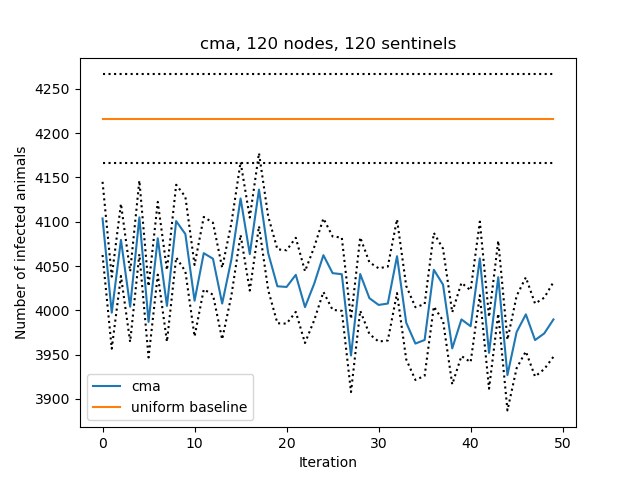 cma, 120 nodes, 120 sentinels
4250
4200
4150
4100
4050
4000
3950
3900
Number of infected animals
cma
uniform baseline
0 10 20 30 40 50
Iteration